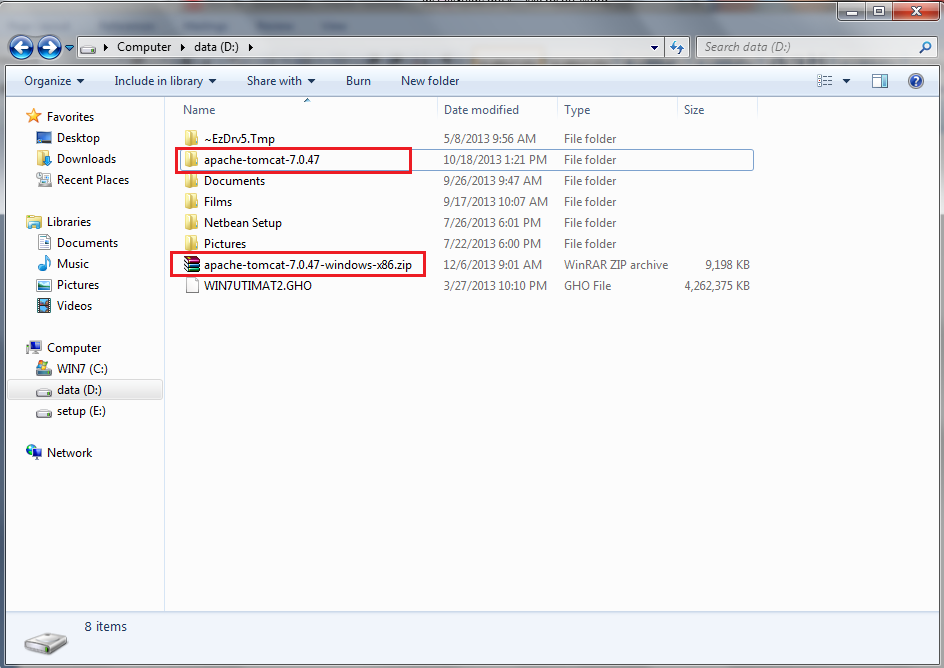 Computer data (D:) Search data (D:)
Organize Include in library Share with Burn New folder
Favorites
Desktop
Downloads
Recent Places
Libraries
Documents
Music
Pictures
Videos
Computer
WIN7 (C:)
data (D:)
setup (E:)
Network
Name Date modified Type Size
~EzDrv5.Tmp 5/8/2013 9:56 AM File folder
apache-tomcat-7.0.47 10/18/2013 1:21 PM File folder
Documents 9/26/2013 9:47 AM File folder
Films 9/17/2013 10:07 AM File folder
Netbean Setup 7/26/2013 6:01 PM File folder
Pictures 7/22/2013 6:00 PM File folder
apache-tomcat-7.0.47-windows-x86.zip 12/6/2013 9:01 AM WinRAR ZIP archive 9,198 KB
WIN7UTIMAT2.GHO 3/27/2013 10:10 PM GHO File 4,262,375 KB
8 items